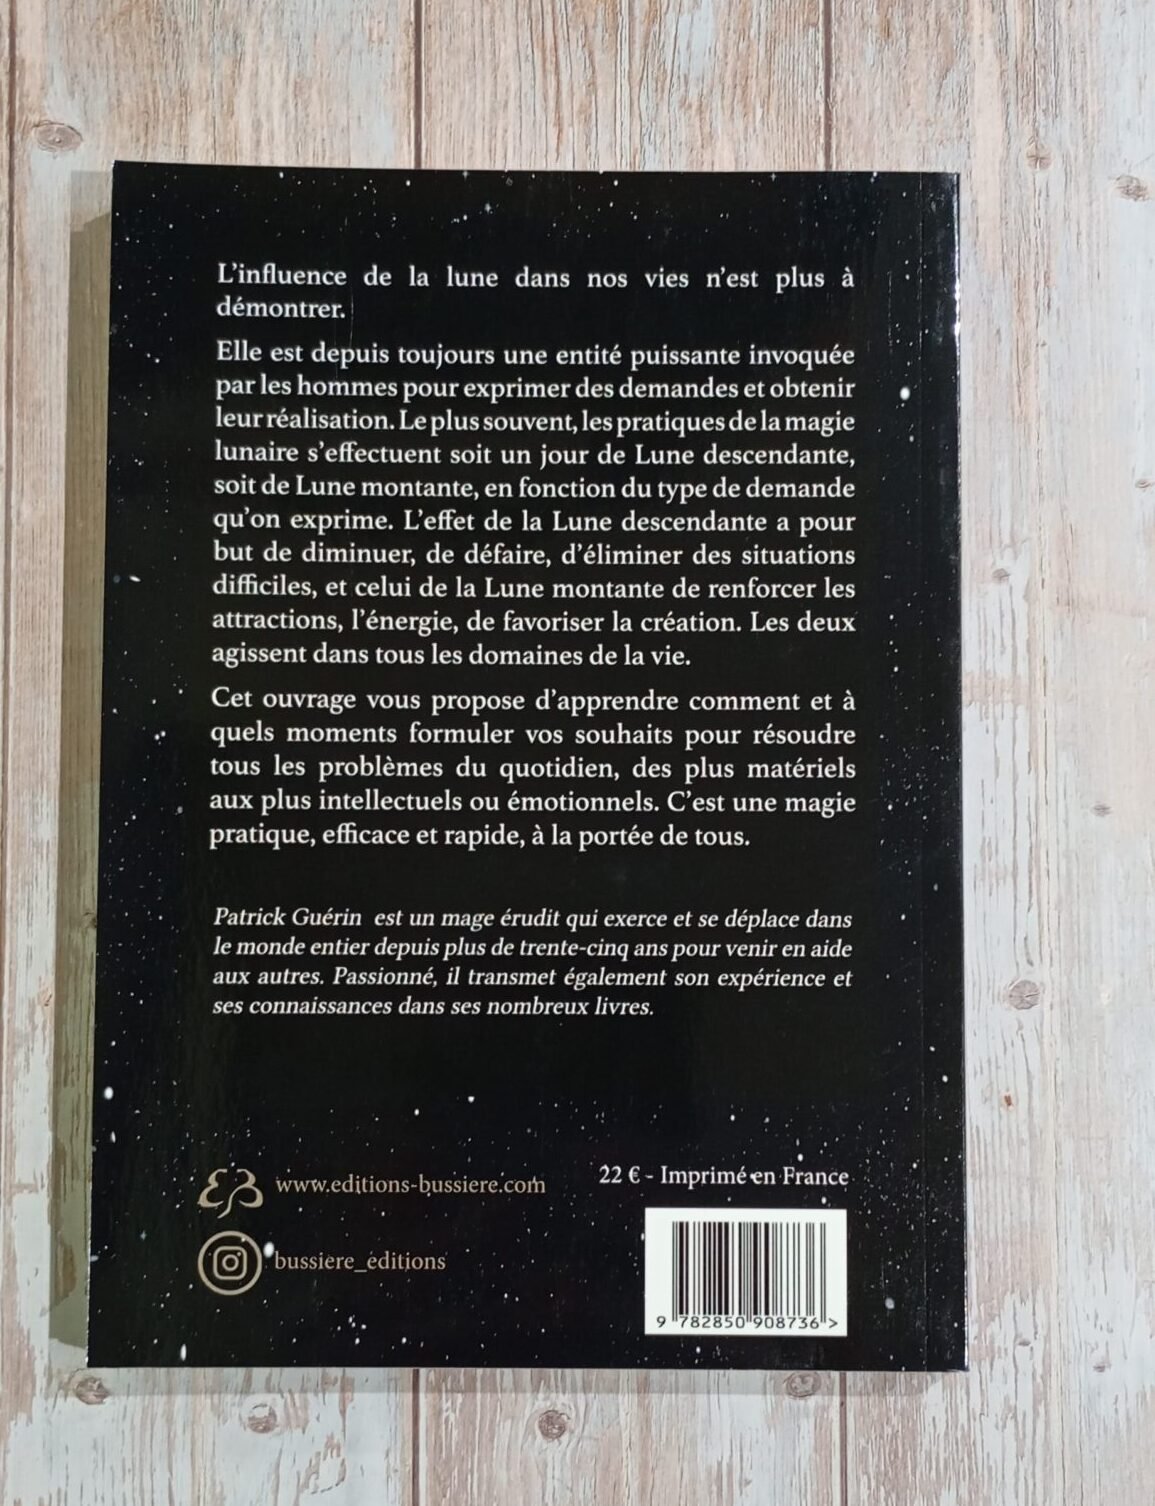 L'influence de la lune dans nos vies n'est plus à
démontrer.
Elle est depuis toujours une entité puissante invoquée
par les hommes pour exprimer des demandes et obtenir
leur réalisation. Le plus souvent, les pratiques de la magie
lunaire s'effectuent soit un jour de Lune descendante,
soit de Lune montante, en fonction du type de demande
qu'on exprime. L'effet de la Lune descendante a pour
but de diminuer, de défaire, d'éliminer des situations
difficiles, et celui de la Lune montante de renforcer les
attractions, l'énergie, de favoriser la création. Les deux
agissent dans tous les domaines de la vie.
Cet ouvrage vous propose d'apprendre comment et à
quels moments formuler vos souhaits pour résoudre
tous les problèmes du quotidien, des plus matériels
aux plus intellectuels ou émotionnels. C'est une magie
pratique, efficace et rapide, à la portée de tous.
Patrick Guérin est un mage érudit qui exerce et se déplace dans
le monde entier depuis plus de trente-cinq ans pour venir en aide
aux autres. Passionné, il transmet également son expérience et
ses connaissances dans ses nombreux livres.
www.editions-bussiere.com
22 € - Imprimé en France
bussiere_editions
9 782850 908736 >